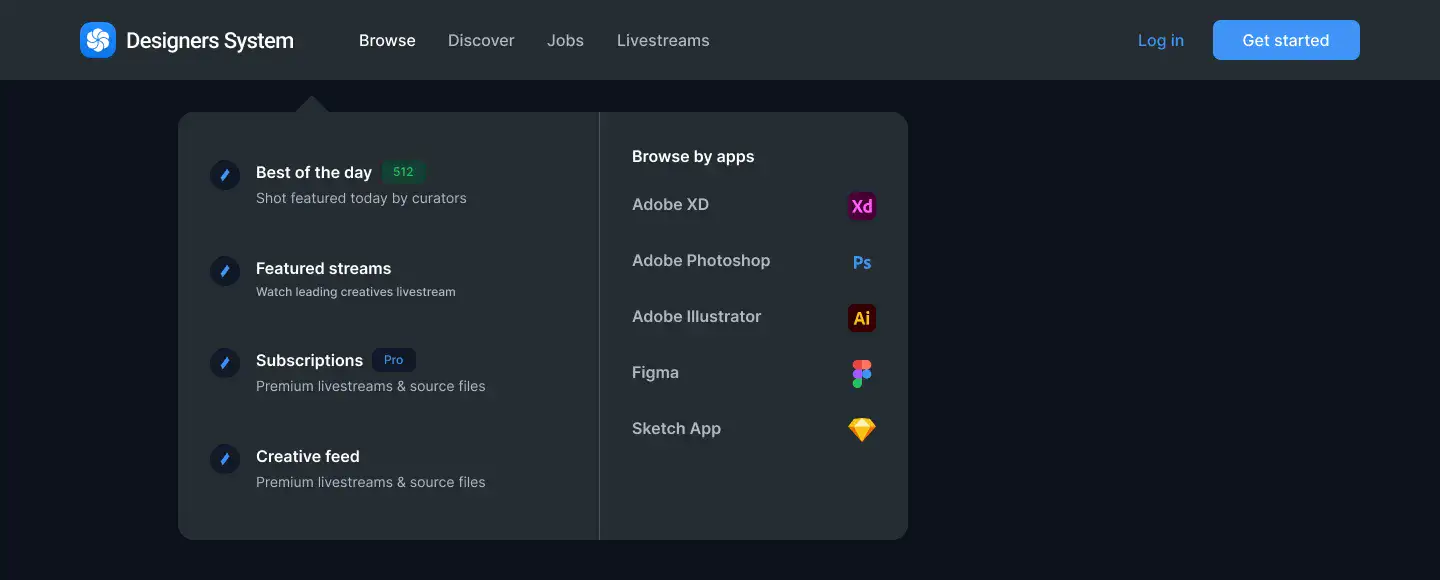 Designers System
Browse
Discover
Jobs
Livestreams
Log in
Get started
Best of the day 512
Shot featured today by curators
Featured streams
Watch leading creatives livestream
Subscriptions Pro
Premium livestreams & source files
Creative feed
Premium livestreams & source files
Browse by apps
Adobe XD Xd
Adobe Photoshop Ps
Adobe Illustrator Ai
Figma
Sketch App